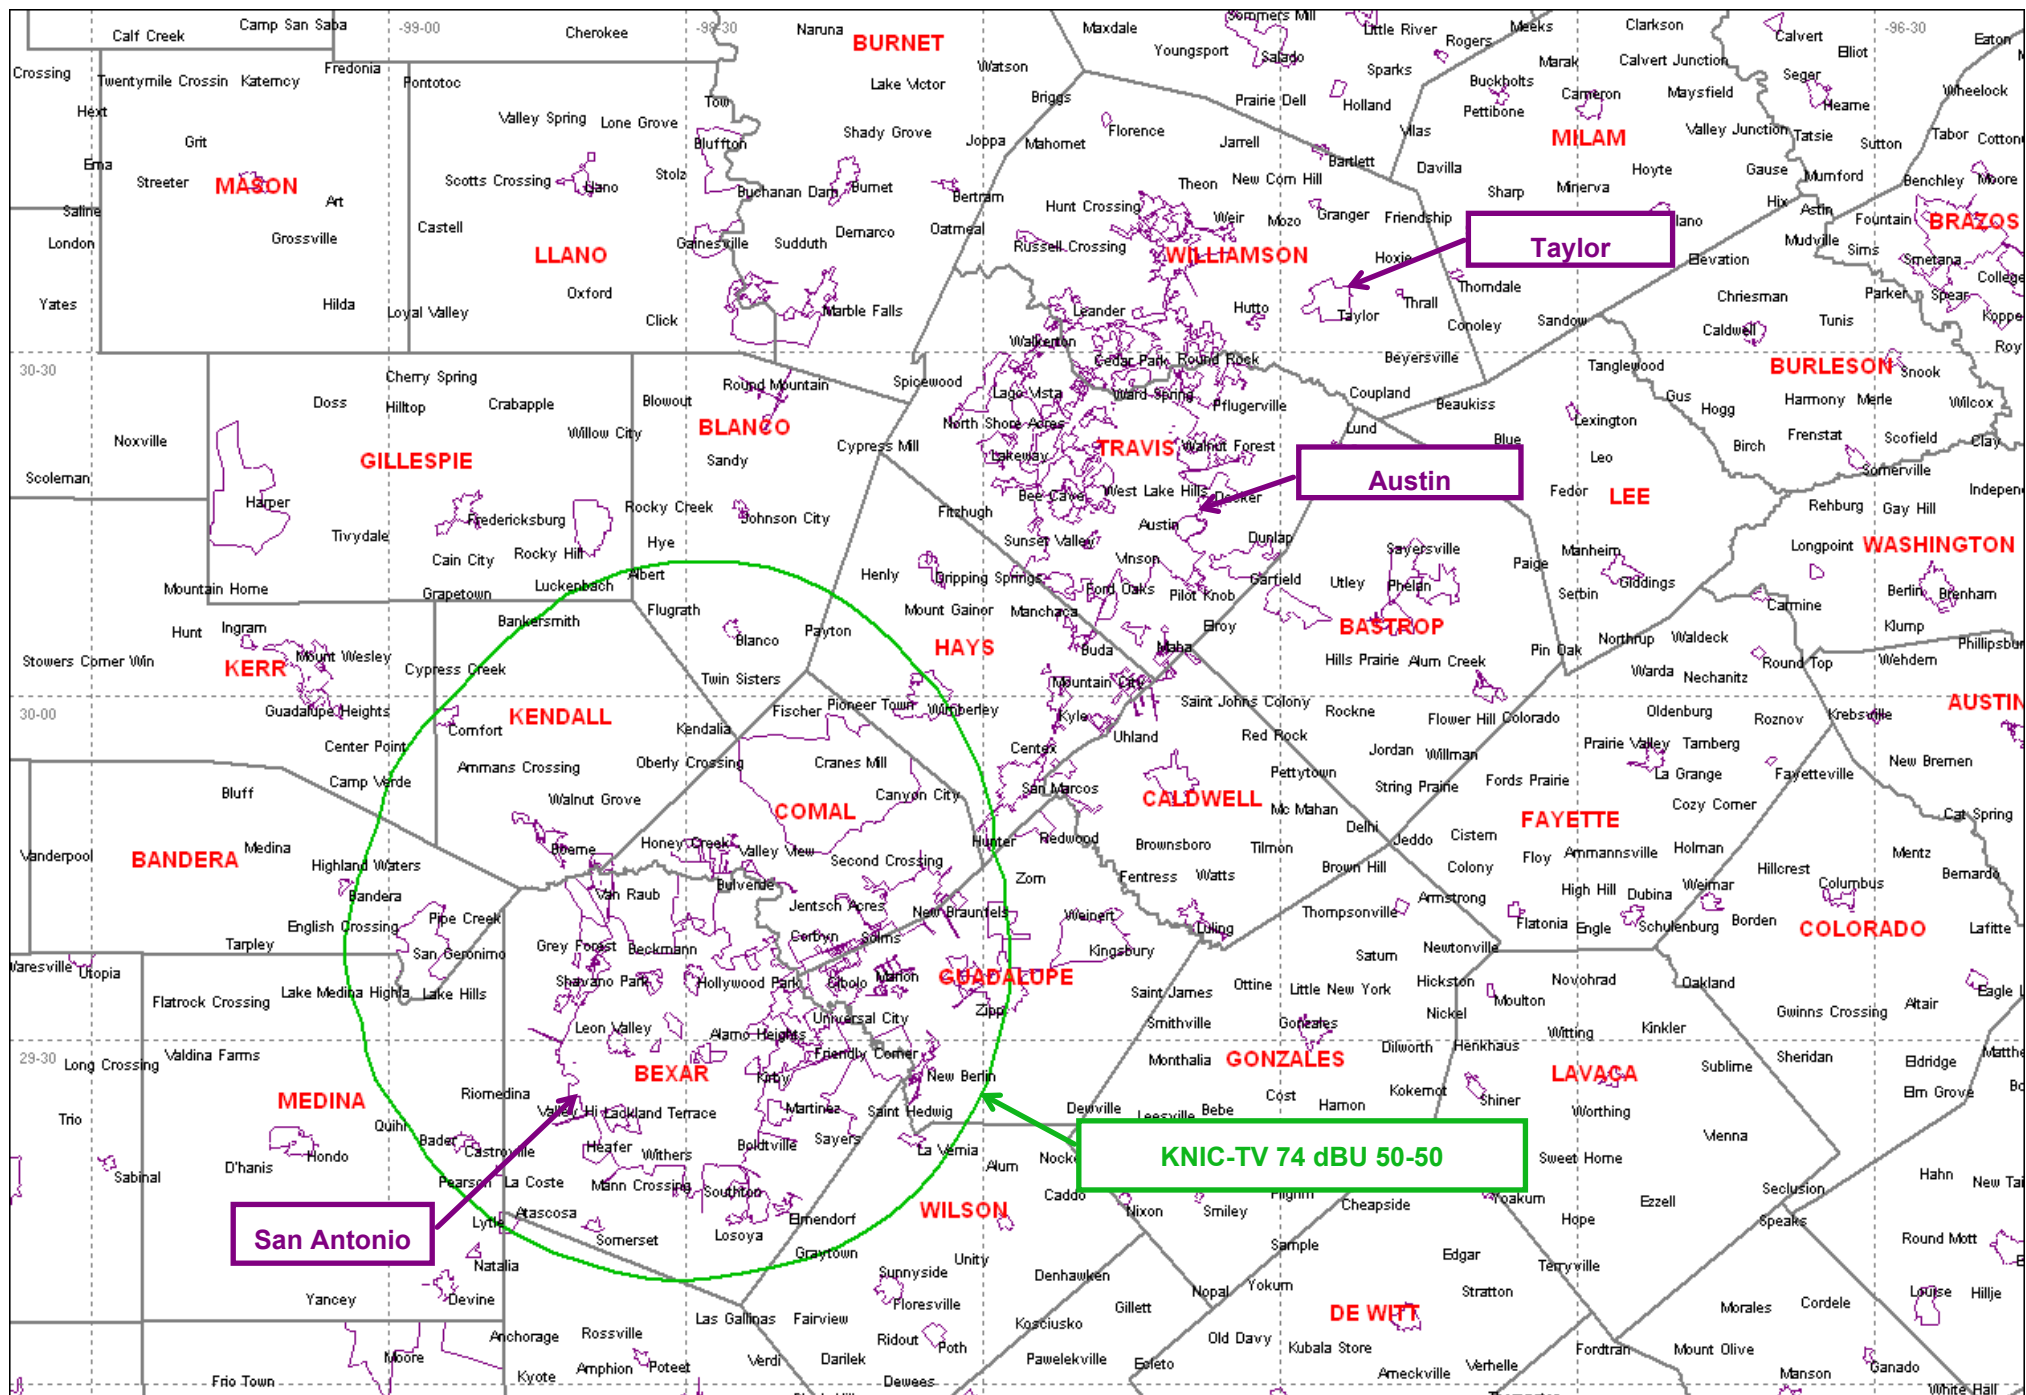 Camp San Saba
-99-00
Cherokee
-98-30
Naruna
BURNET
Maxdale
Sommers Mill
Little River
Meeks
Clarkson
-96-30
Calf Creek
Youngsport
Salado
Rogers
Calvert
Elliot
Eaton
Crossing
Twentymile Crossin
Katemcy
Fredonia
Pontotoc
Lake Victor
Watson
Sparks
Marak
Calvert Junction
Seger
Buckholts
Hext
Tow
Briggs
Prairie Dell
Holland
Pettibone
Cameron
Maysfield
Hearne
Wheelock
Valley Spring
Lone Grove
Shady Grove
Joppa
Mahomet
Florence
Jarrell
Vilas
MILAM
Valley Junction
Tatsie
Sutton
Tabor
Grit
Bluffton
Erna
Streeter
MASON
Scotts Crossing
Llano
Stolz
Buchanan Dam
Burnet
Bertram
Theon
New Corn Hill
Bartlett
Davilla
Sharp
Minerva
Hoyte
Gause
Mumford
Benchley
Moore
Art
Saline
London
Grossville
Castell
LLANO
Gainesville
Sudduth
Demarco
Oatmeal
Hunt Crossing
Russell Crossing
Weir
Mozo
Granger
Friendship
Hix
Astin
Fountain
BRAZOS
Taylor
WILLIAMSON
Hoxie
Elevation
Mudville
Sims
Smetana
College
Yates
Hilda
Loyal Valley
Oxford
Click
Marble Falls
Leander
Hutto
Taylor
Thrall
Thorndale
Conoley
Sandow
Chriesman
Parker
Spear
Koppe
Caldwell
Tunis
Roy
Walkerton
30-30
Cherry Spring
Round Mountain
Spicewood
Cedar Park
Round Rock
Beyersville
Tanglewood
BURLESON
Snook
Doss
Hilltop
Crabapple
Blowout
Lago Vista
Ward Spring
Pflugerville
Coupland
Beaukiss
Gus
Hogg
Harmony
Merle
Wilcox
Noxville
GILLESPIE
Willow City
BLANCO
Sandy
Cypress Mill
North Shore Acres
Lakeway
TRAVIS
Walnut Forest
Lund
Blue
Lexington
Birch
Frenstat
Scofield
Clay
Scoleman
Leo
Somerville
Austin
Harper
Fredericksburg
Rocky Creek
Johnson City
Fitzhugh
Bee Cave
West Lake Hills
Decker
Fedor
LEE
Rehburg
Gay Hill
Indepen
Tivydale
Cain City
Rocky Hill
Hye
Sunset Valley
Austin
Dunlap
Sayersville
Paige
Manheim
Longpoint
WASHINGTON
Mountain Home
Grapetown
Luckenbach
Albert
Henly
Dripping Springs
Vinson
Ford Oaks
Pilot Knob
Garfield
Utley
Phelan
Serbin
Giddings
Carmine
Berlin
Brenham
Hunt
Ingram
Bankersmith
Flugrath
Blanco
Payton
Mount Gainor
Manchaca
Elroy
BASTROP
Northrup
Waldeck
Klump
Phillipsbur
Stowers Corner Win
KERR
Mount Wesley
Cypress Creek
Twin Sisters
HAYS
Buda
Maha
Hills Prairie
Alum Creek
Pin Oak
Warda
Nechanitz
Round Top
Wehdem
30-00
Guadalupe Heights
Comfort
KENDALL
Kendalia
Fischer
Pioneer Town
Wimberley
Mountain City
Kyle
Saint Johns Colony
Rockne
Flower Hill
Colorado
Oldenburg
Roznov
Krebsville
AUSTIN
Center Point
Uhland
Red Rock
Jordan
Willman
Prairie Valley
Tamberg
Camp Verde
Ammans Crossing
Oberly Crossing
Cranes Mill
Centex
Pettytown
String Prairie
Fords Prairie
La Grange
Fayetteville
New Bremen
Bluff
Walnut Grove
COMAL
Canyon City
San Marcos
CALDWELL
Mc Mahan
Delhi
FAYETTE
Cozy Corner
Cat Spring
Vanderpool
BANDERA
Medina
Highland Waters
Boerne
Honey Creek
Valley View
Second Crossing
Hunter
Redwood
Brownsboro
Tilmon
Brown Hill
Jeddo
Cistern
Colony
Floy
Ammannsville
Holman
Hillcrest
Mentz
Bernardo
Bandera
Van Raub
Bulverde
Zorn
Fentress
Watts
Armstrong
High Hill
Dubina
Weimar
Columbus
English Crossing
Pipe Creek
Jentsch Acres
New Braunfels
Weinert
Luling
Thompsonville
Flatonia
Engle
Schulenburg
Borden
COLORADO
Lafitte
Tarpley
San Geronimo
Grey Forest
Beckmann
Corbyn
Solms
Kingsbury
Newtonville
Saturn
Waresville
Utopia
Flatrock Crossing
Lake Medina Highla
Lake Hills
Shavano Park
Hollywood Park
Cibolo
Marion
GUADALUPE
Saint James
Ottine
Little New York
Hickston
Novohrad
Oakland
Eagle L
Zipp
Moulton
Altair
Leon Valley
Alamo Heights
Universal City
Smithville
Gonzales
Nickel
Witting
Kinkler
Gwinns Crossing
29-30
Long Crossing
Valdina Farms
BEXAR
Friendly Corner
Monthalia
GONZALES
Dilworth
Henkhaus
LAVACA
Sublime
Sheridan
Eldridge
Matthe
MEDINA
Riomedina
Kirby
New Berlin
Cost
Kokernot
Shiner
Elm Grove
Trio
Quihi
Valley Hi
Lackland Terrace
Martinez
Saint Hedwig
Dewville
Leesville
Bebe
Hamon
Worthing
D'hanis
Hondo
Bader
Castroville
Heafer
Withers
Boldtville
Sayers
La Vernia
KNIC-TV 74 dBU 50-50
Vienna
Sabinal
Alum
Sweet Home
Hahn
New Tai
Pearson
La Coste
Mann Crossing
Southton
Caddo
Nixon
Smiley
Pilgrim
Cheapside
Yoakum
Ezzell
Seclusion
San Antonio
Lytle
Atascosa
Somerset
Losoya
Elmendorf
WILSON
Hope
Speaks
Natalia
Graytown
Unity
Sample
Edgar
Terryville
Round Mott
Yancey
Devine
Sunnyside
Floresville
Denhawken
Nopal
Yokum
Stratton
Louise
Hillje
Las Gallinas
Fairview
Gillett
DE WITT
Morales
Cordele
Anchorage
Rossville
Ridout
Poth
Kosciusko
Old Davy
Kubala Store
Fordtran
Mount Olive
Moore
Amphion
Poteet
Verdi
Darilek
Pawelekville
Ecleto
Arneckville
Verhelle
Manson
Ganado
Frio Town
Kyote
Dewees
White Hall